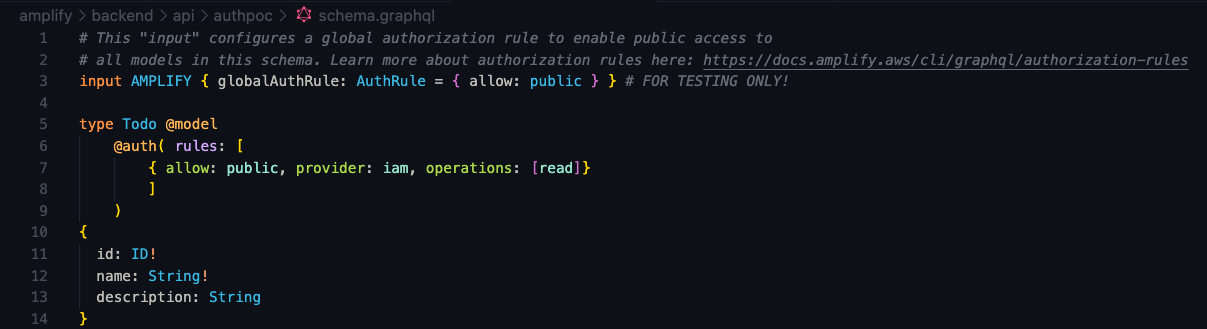 amplify > backend > api > authpoc > schema.graphql
1 # This "input" configures a global authorization rule to enable public access to
2 # all models in this schema. Learn more about authorization rules here: https://docs.amplify.aws/cli/graphql/authorization-rules
3 input AMPLIFY { globalAuthRule: AuthRule = { allow: public } } # FOR TESTING ONLY!
4
5 type Todo @model
6     @auth( rules: [
7         { allow: public, provider: iam, operations: [read]}
8         ]
9     )
10 {
11   id: ID!
12   name: String!
13   description: String
14 }